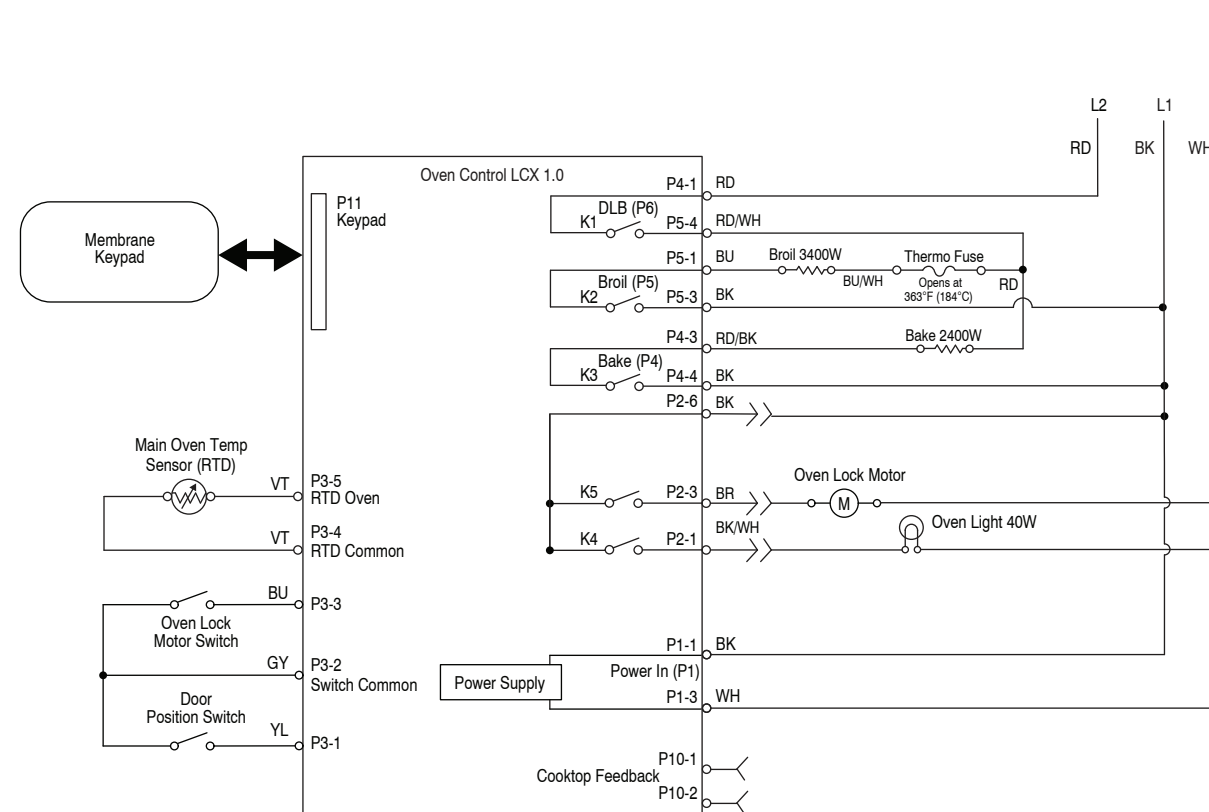 L2 L1
RD BK WH
Oven Control LCX 1.0
P11
Keypad
Membrane
Keypad
P4-1 RD
DLB (P6)
K1 P5-4 RD/WH
P5-1 BU Broil 3400W Thermo Fuse
BU/WH Opens at RD
363°F (184°C)
Broil (P5)
K2 P5-3 BK
P4-3 RD/BK Bake 2400W
Bake (P4)
K3 P4-4 BK
P2-6 BK
Main Oven Temp
Sensor (RTD)
VT P3-5
RTD Oven
VT P3-4
RTD Common
Oven Lock Motor
K5 P2-3 BR M
BK/WH Oven Light 40W
K4 P2-1
BU P3-3
Oven Lock
Motor Switch
GY P3-2
Switch Common
Door
Position Switch
YL P3-1
P1-1 BK
Power In (P1)
Power Supply
P1-3 WH
P10-1
Cooktop Feedback
P10-2